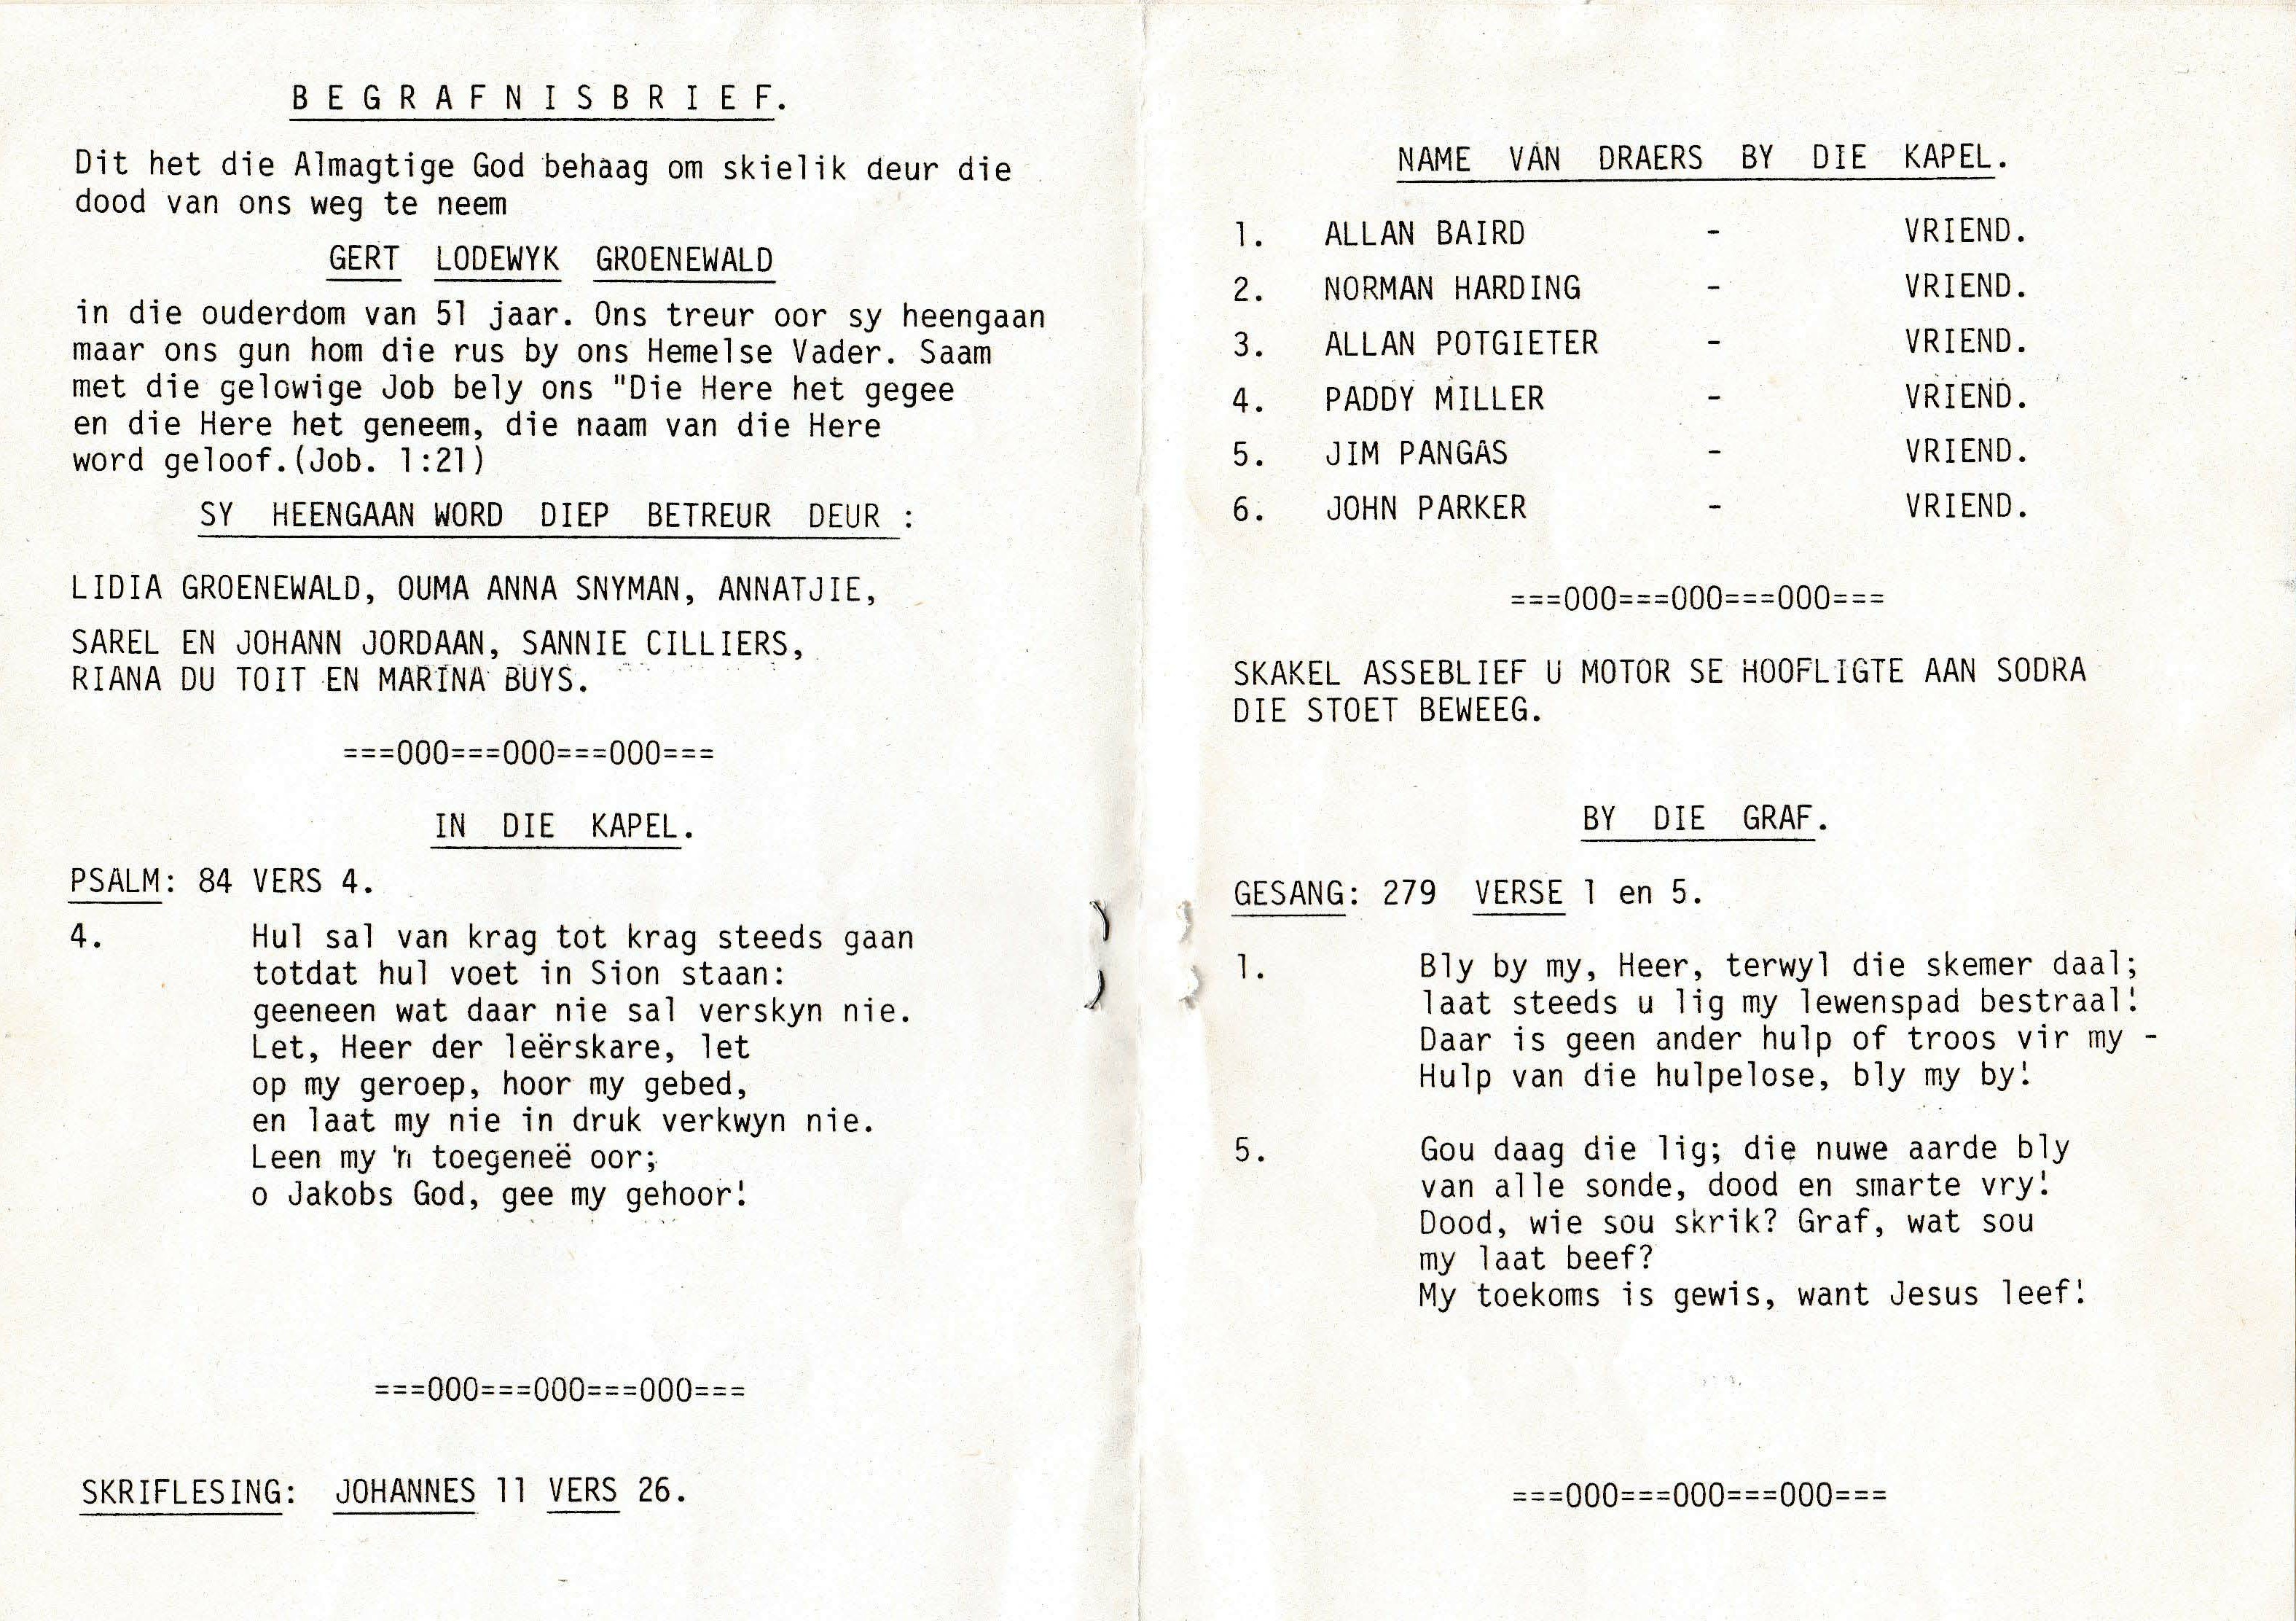 B E G R A F N I S B R I E F.
Dit het die Almagtige God behaag om skielik deur die
dood van ons weg te neem
GERT LODEWYK GROENEWALD
in die ouderdom van 51 jaar. Ons treur oor sy heengaan
maar ons gun hom die rus by ons Hemelse Vader. Saam
met die gelowige Job bely ons "Die Here het gegee
en die Here het geneem, die naam van die Here
word geloof.(Job. 1:21)
SY HEENGAAN WORD DIEP BETREUR DEUR :
LIDIA GROENEWALD, OUMA ANNA SNYMAN, ANNATJIE,
SAREL EN JOHANN JORDAAN, SANNIE CILLIERS,
RIANA DU TOIT EN MARINA BUYS.
===000===000===000===
IN DIE KAPEL.
PSALM: 84 VERS 4.
4. Hul sal van krag tot krag steeds gaan
totdat hul voet in Sion staan:
geeneen wat daar nie sal verskyn nie.
Let, Heer der leërskare, let
op my geroep, hoor my gebed,
en laat my nie in druk verkwyn nie.
Leen my 'n toegeneë oor;
o Jakobs God, gee my gehoor!
===000===000===000===
SKRIFLESING: JOHANNES 11 VERS 26.
NAME VAN DRAERS BY DIE KAPEL.
1. ALLAN BAIRD - VRIEND.
2. NORMAN HARDING - VRIEND.
3. ALLAN POTGIETER - VRIEND.
4. PADDY MILLER - VRIEND.
5. JIM PANGAS - VRIEND.
6. JOHN PARKER - VRIEND.
===000===000===000===
SKAKEL ASSEBLIEF U MOTOR SE HOOFLIGTE AAN SODRA
DIE STOET BEWEEG.
BY DIE GRAF.
GESANG: 279 VERSE 1 en 5.
1. Bly by my, Heer, terwyl die skemer daal;
laat steeds u lig my lewenspad bestraal!
Daar is geen ander hulp of troos vir my -
Hulp van die hulpelose, bly my by!
5. Gou daag die lig; die nuwe aarde bly
van alle sonde, dood en smarte vry!
Dood, wie sou skrik? Graf, wat sou
my laat beef?
My toekoms is gewis, want Jesus leef!
===000===000===000===